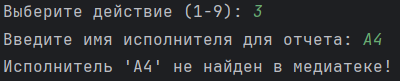 Выберите действие (1-9): 3
Введите имя исполнителя для отчета: А4
Исполнитель 'А4' не найден в медиатеке!